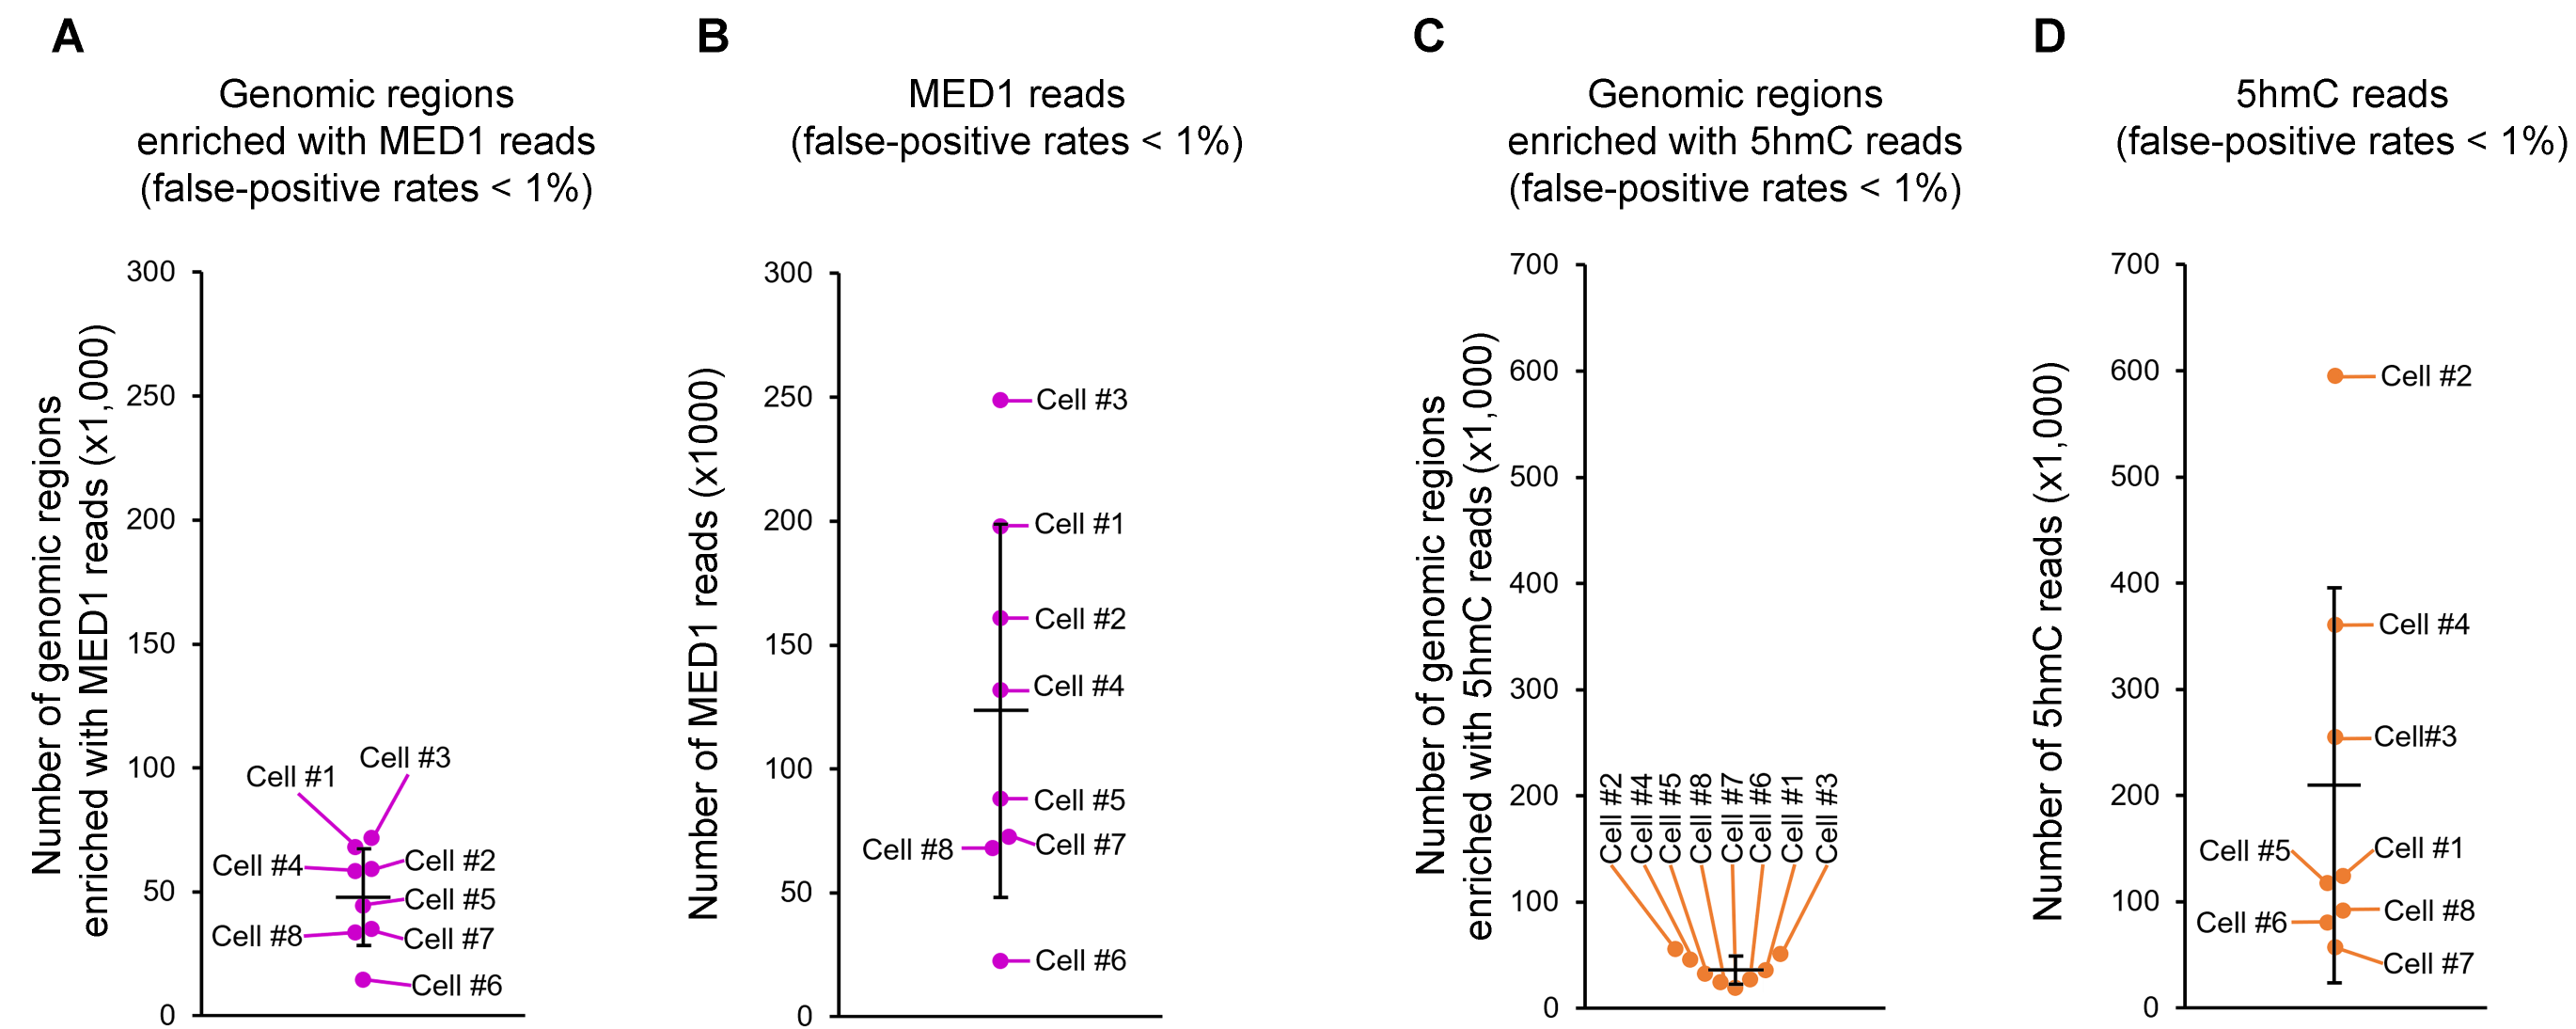 A
Genomic regions
enriched with MED1 reads
(false-positive rates < 1%)
Number of genomic regions
enriched with MED1 reads (x1,000)
300
250
200
150
100
50
0
Cell #1
Cell #3
Cell #4
Cell #2
Cell #5
Cell #8
Cell #7
Cell #6
B
MED1 reads
(false-positive rates < 1%)
Number of MED1 reads (x1000)
300
250
200
150
100
50
0
Cell #3
Cell #1
Cell #2
Cell #4
Cell #5
Cell #8
Cell #7
Cell #6
C
Genomic regions
enriched with 5hmC reads
(false-positive rates < 1%)
Number of genomic regions
enriched with 5hmC reads (x1,000)
700
600
500
400
300
200
100
0
Cell #2
Cell #4
Cell #5
Cell #8
Cell #7
Cell #6
Cell #1
Cell #3
D
5hmC reads
(false-positive rates < 1%)
Number of 5hmC reads (x1,000)
700
600
500
400
300
200
100
0
Cell #2
Cell #4
Cell#3
Cell #5
Cell #1
Cell #6
Cell #8
Cell #7